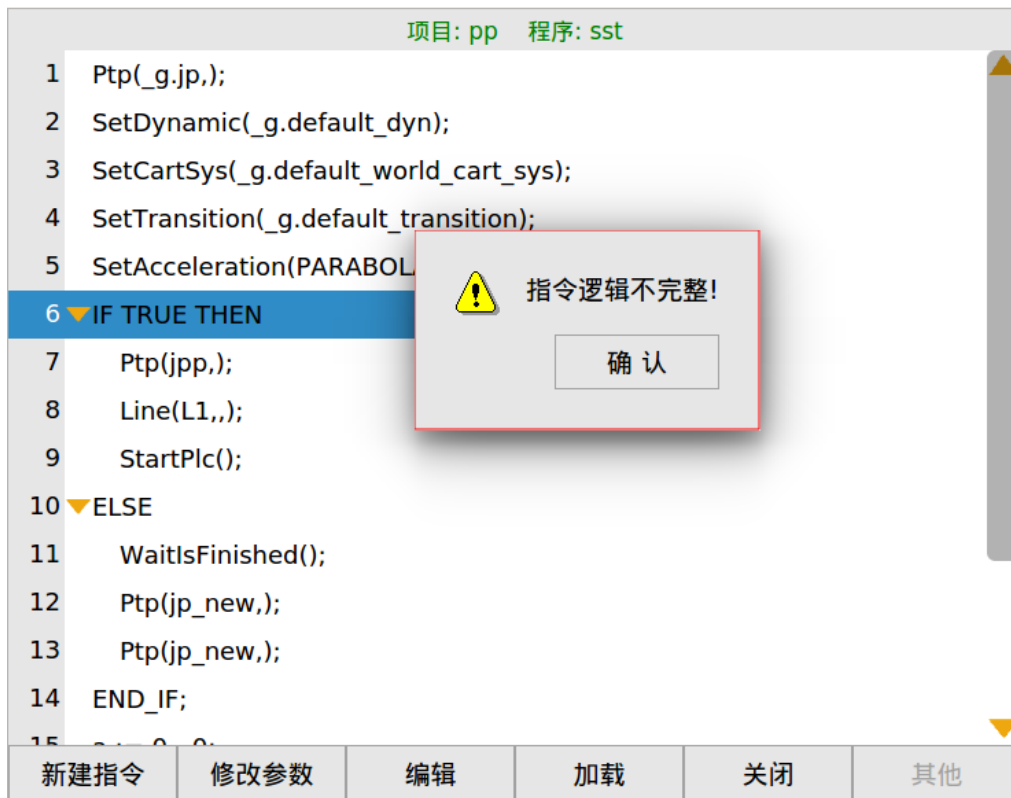 项目: pp 程序: sst
1 Ptp(_g.jp,);
2 SetDynamic(_g.default_dyn);
3 SetCartSys(_g.default_world_cart_sys);
4 SetTransition(_g.default_transition);
5 SetAcceleration(PARABOL
指令逻辑不完整!
6 IF TRUE THEN
确 认
7 Ptp(jpp,);
8 Line(L1,,);
9 StartPlc();
10 ELSE
11 WaitIsFinished();
12 Ptp(jp_new,);
13 Ptp(jp_new,);
14 END_IF;
15
新建指令 修改参数 编辑 加载 关闭 其他